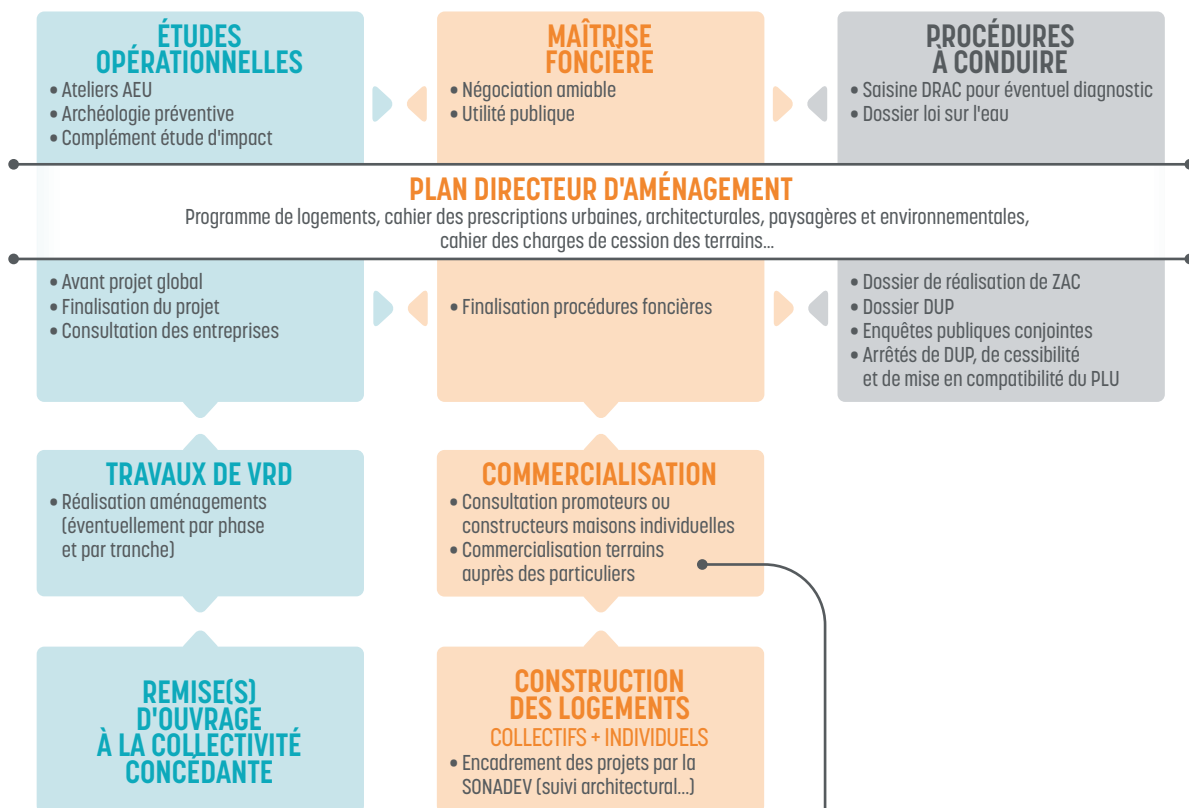 ÉTUDES
OPÉRATIONNELLES
• Ateliers AEU
• Archéologie préventive
• Complément étude d'impact
MAÎTRISE
FONCIÈRE
• Négociation amiable
• Utilité publique
PROCÉDURES
À CONDUIRE
• Saisine DRAC pour éventuel diagnostic
• Dossier loi sur l'eau
PLAN DIRECTEUR D'AMÉNAGEMENT
Programme de logements, cahier des prescriptions urbaines, architecturales, paysagères et environnementales,
cahier des charges de cession des terrains...
• Avant projet global
• Finalisation du projet
• Consultation des entreprises
• Finalisation procédures foncières
• Dossier de réalisation de ZAC
• Dossier DUP
• Enquêtes publiques conjointes
• Arrêtés de DUP, de cessibilité
et de mise en compatibilité du PLU
TRAVAUX DE VRD
• Réalisation aménagements
(éventuellement par phase
et par tranche)
COMMERCIALISATION
• Consultation promoteurs ou
constructeurs maisons individuelles
• Commercialisation terrains
auprès des particuliers
REMISE(S)
D'OUVRAGE
À LA COLLECTIVITÉ
CONCÉDANTE
CONSTRUCTION
DES LOGEMENTS
COLLECTIFS + INDIVIDUELS
• Encadrement des projets par la
SONADEV (suivi architectural...)